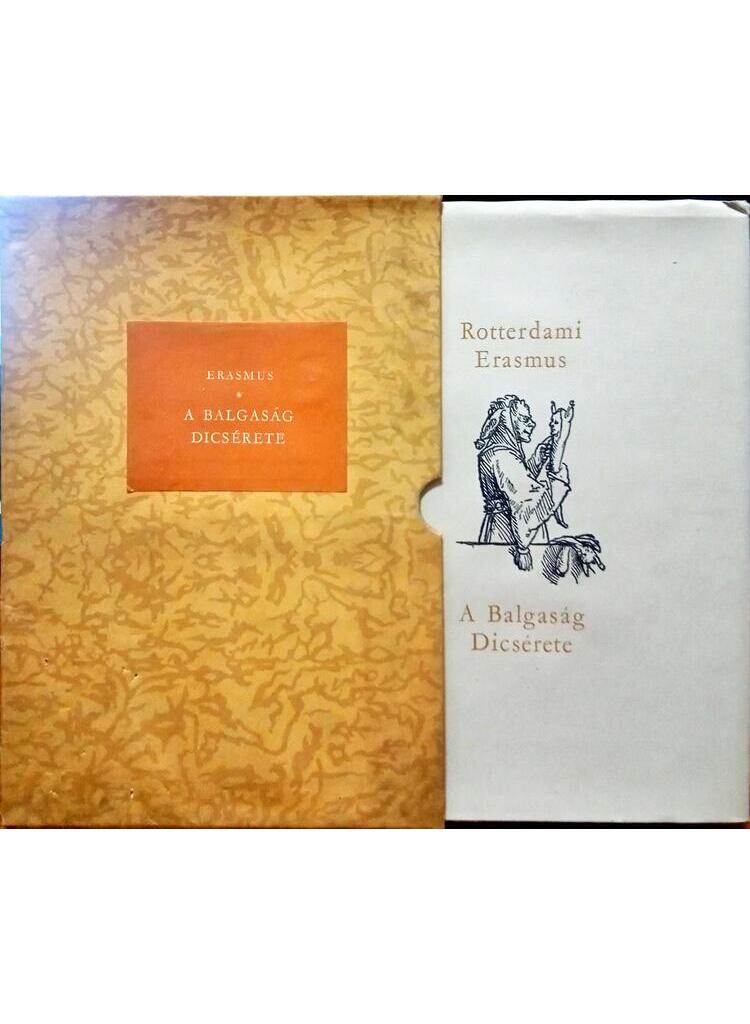 ERASMUS
*
A BALGASÁG
DICSÉRETE
Rotterdami
Erasmus
A Balgaság
Dicsérete